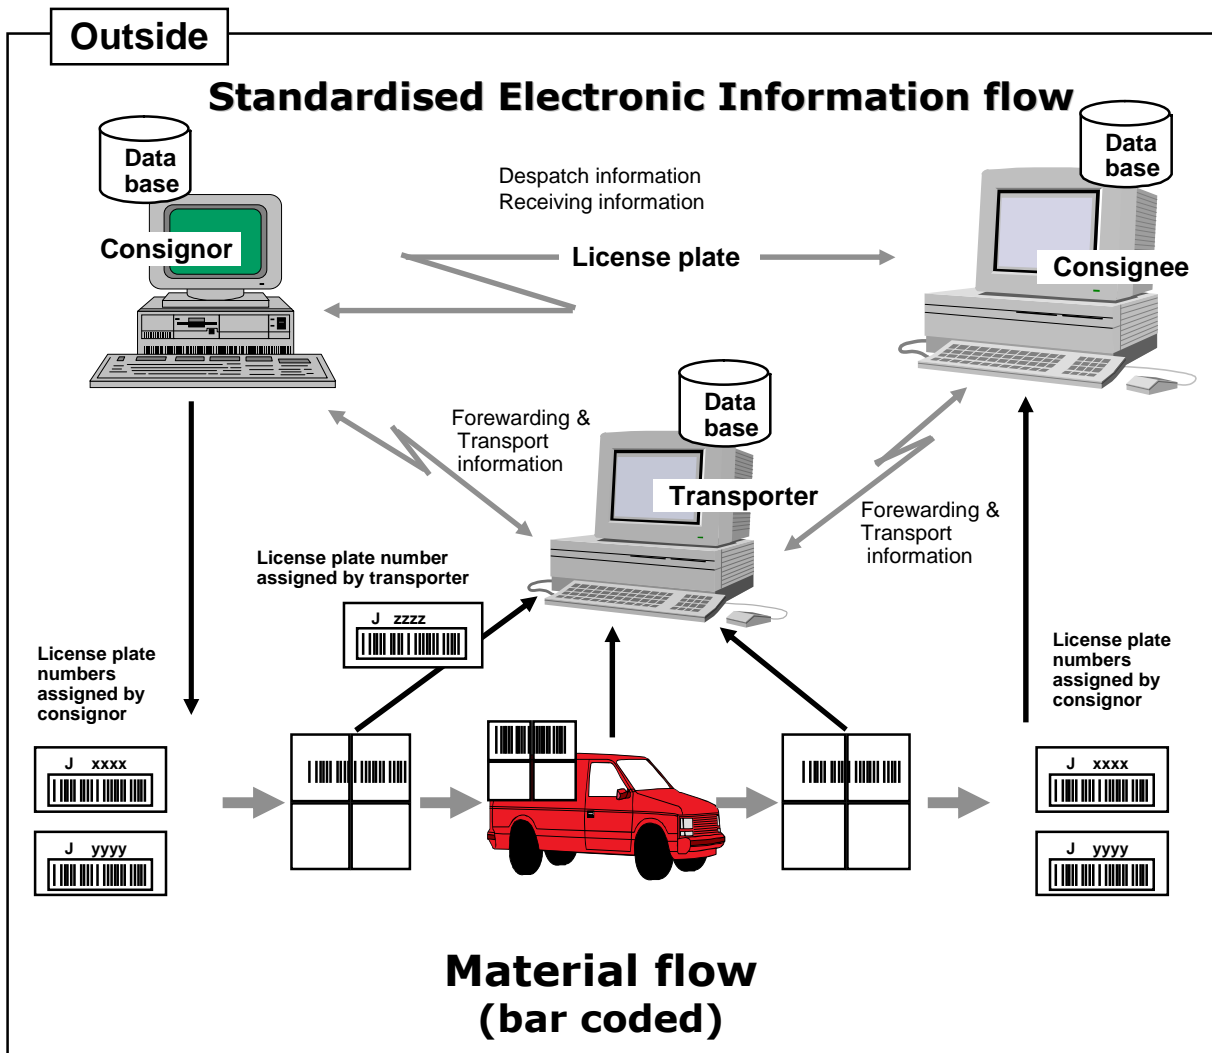 Outside
Standardised Electronic Information flow
Data
base
Consignor
Despatch information
Receiving information
License plate
Data
base
Consignee
Forewarding &
Transport
information
Data
base
Transporter
Forewarding &
Transport
information
License plate number
assigned by transporter
J zzzz
License plate
numbers
assigned by
consignor
J xxxx
J yyyy
License plate
numbers
assigned by
consignor
J xxxx
J yyyy
Material flow
(bar coded)